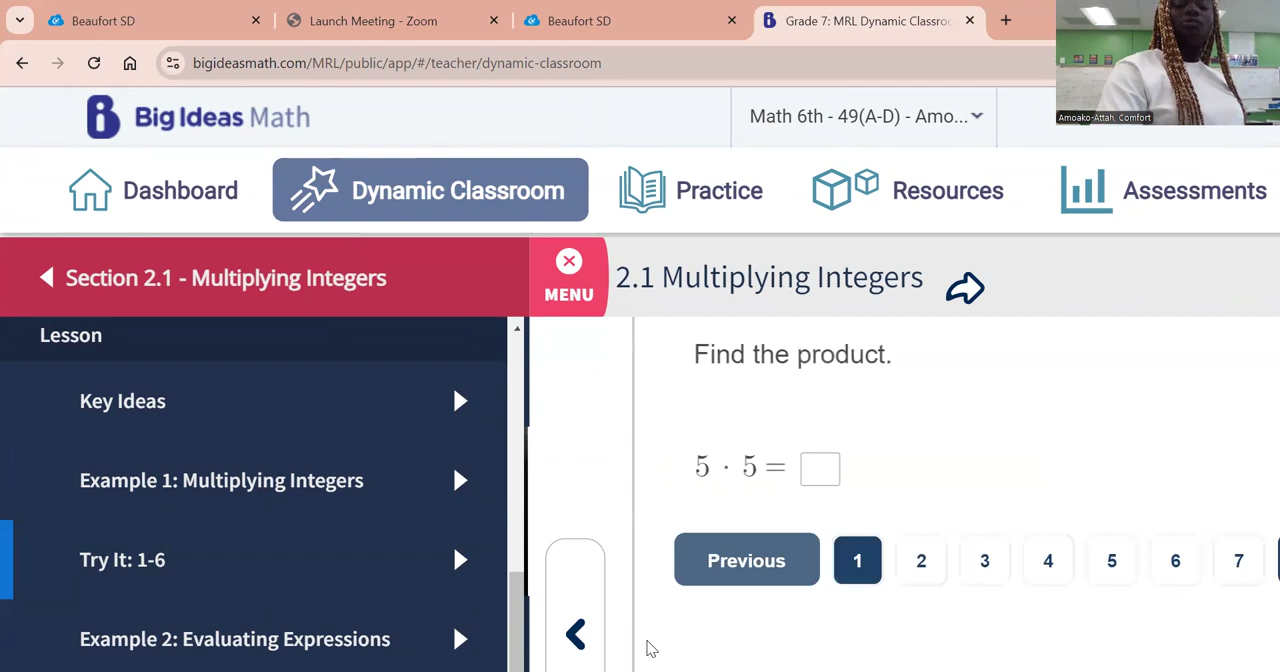 Beaufort SD
Launch Meeting - Zoom
Beaufort SD
Grade 7: MRL Dynamic Classroo
bigideasmath.com/MRL/public/app/#/teacher/dynamic-classroom
Big Ideas Math
Math 6th - 49(A-D) - Amo...
Amoako-Attah, Comfort
Dashboard
Dynamic Classroom
Practice
Resources
Assessments
Section 2.1 - Multiplying Integers
MENU
2.1 Multiplying Integers
Lesson
Key Ideas
Example 1: Multiplying Integers
Try It: 1-6
Example 2: Evaluating Expressions
Find the product.
5 · 5 =
Previous 1 2 3 4 5 6 7